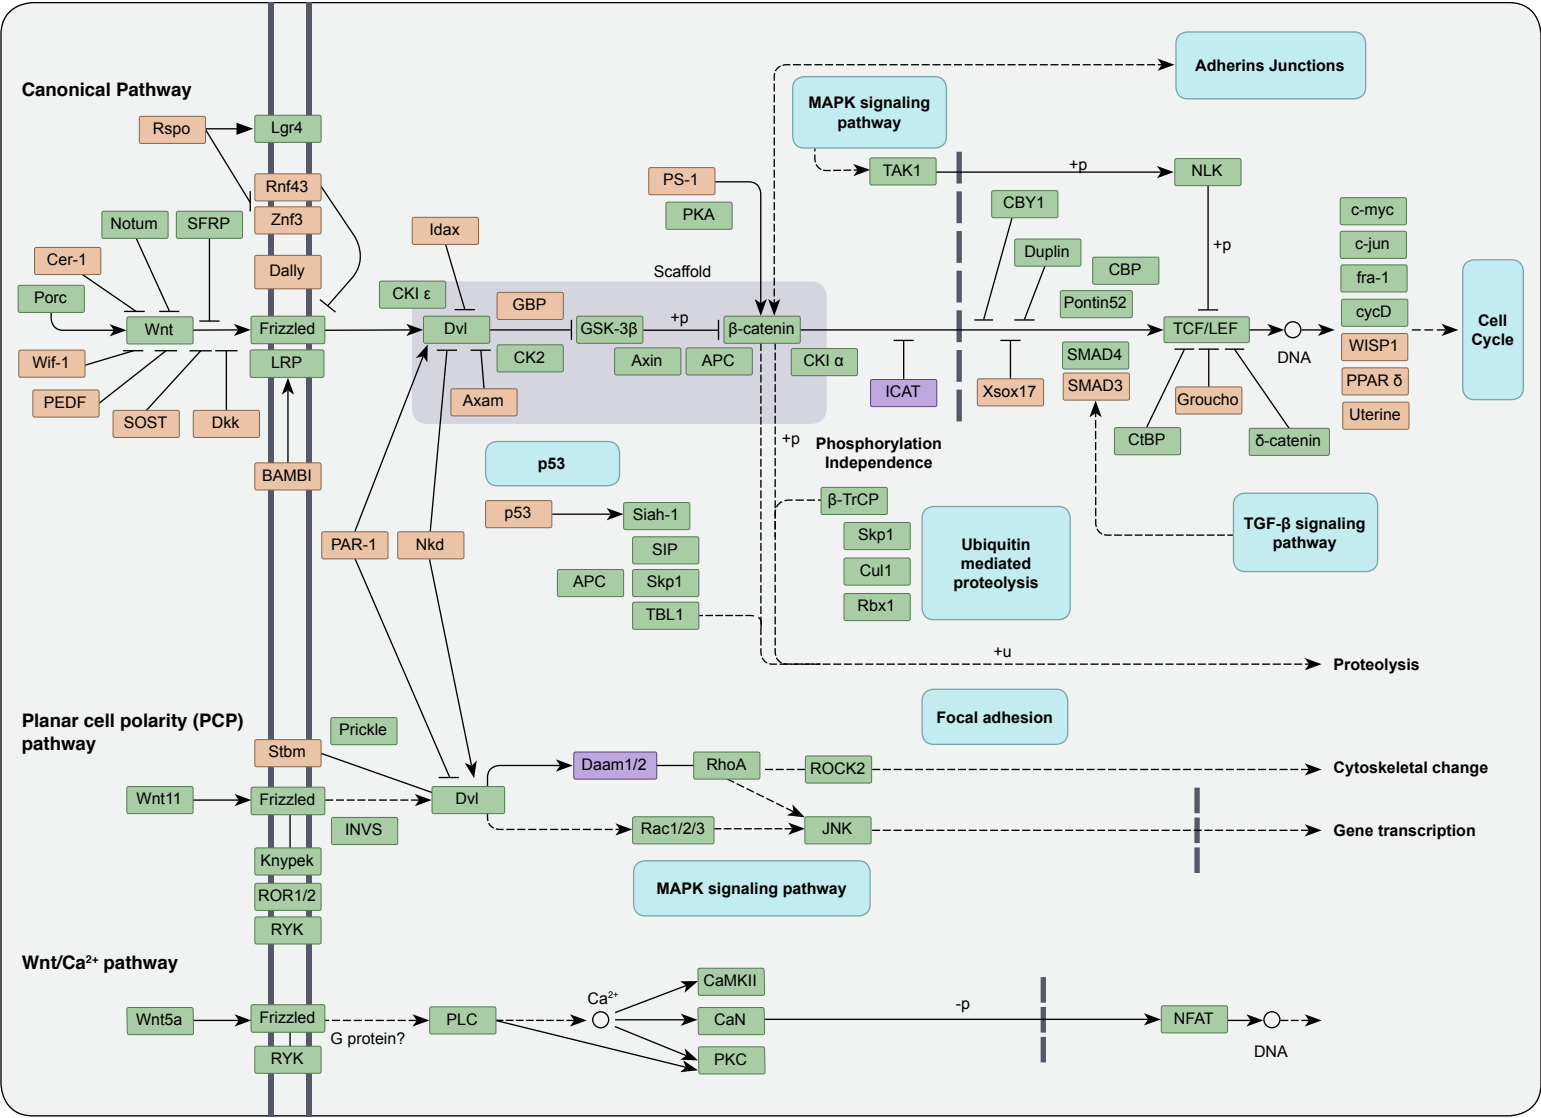 Adherins Junctions
MAPK signaling
pathway
Canonical Pathway
Rspo
Lgr4
TAK1
+p
NLK
Rnf43
Znf3
PS-1
PKA
CBY1
c-myc
Notum
SFRP
Idax
Duplin
+p
c-jun
Cer-1
Dally
Scaffold
CBP
fra-1
Porc
CKI ε
GBP
Pontin52
cycD
Wnt
Frizzled
Dvl
GSK-3β
+p
β-catenin
TCF/LEF
DNA
Cell
Cycle
Wif-1
LRP
CK2
Axin
APC
CKI α
SMAD4
WISP1
PEDF
Axam
ICAT
Xsox17
SMAD3
Groucho
PPAR δ
SOST
Dkk
Uterine
CtBP
δ-catenin
+p
Phosphorylation
Independence
BAMBI
p53
p53
Siah-1
β-TrCP
PAR-1
Nkd
SIP
Skp1
Ubiquitin
mediated
proteolysis
TGF-β signaling
pathway
APC
Skp1
Cul1
TBL1
Rbx1
+u
Proteolysis
Planar cell polarity (PCP)
pathway
Prickle
Stbm
Focal adhesion
Daam1/2
RhoA
ROCK2
Cytoskeletal change
Wnt11
Frizzled
Dvl
INVS
Rac1/2/3
JNK
Gene transcription
Knypek
ROR1/2
RYK
MAPK signaling pathway
Wnt/Ca²⁺ pathway
CaMKII
Wnt5a
Frizzled
G protein?
PLC
Ca²⁺
CaN
-p
NFAT
DNA
RYK
PKC